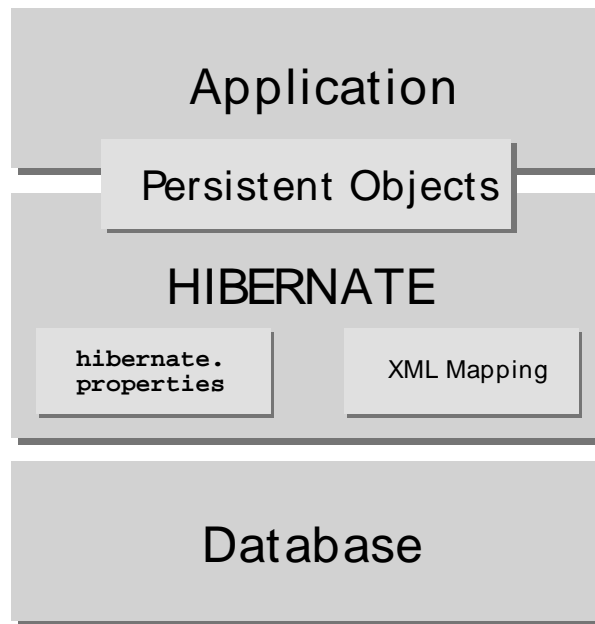 Application
Persistent Objects
HIBERNATE
hibernate.
properties
XML Mapping
Database